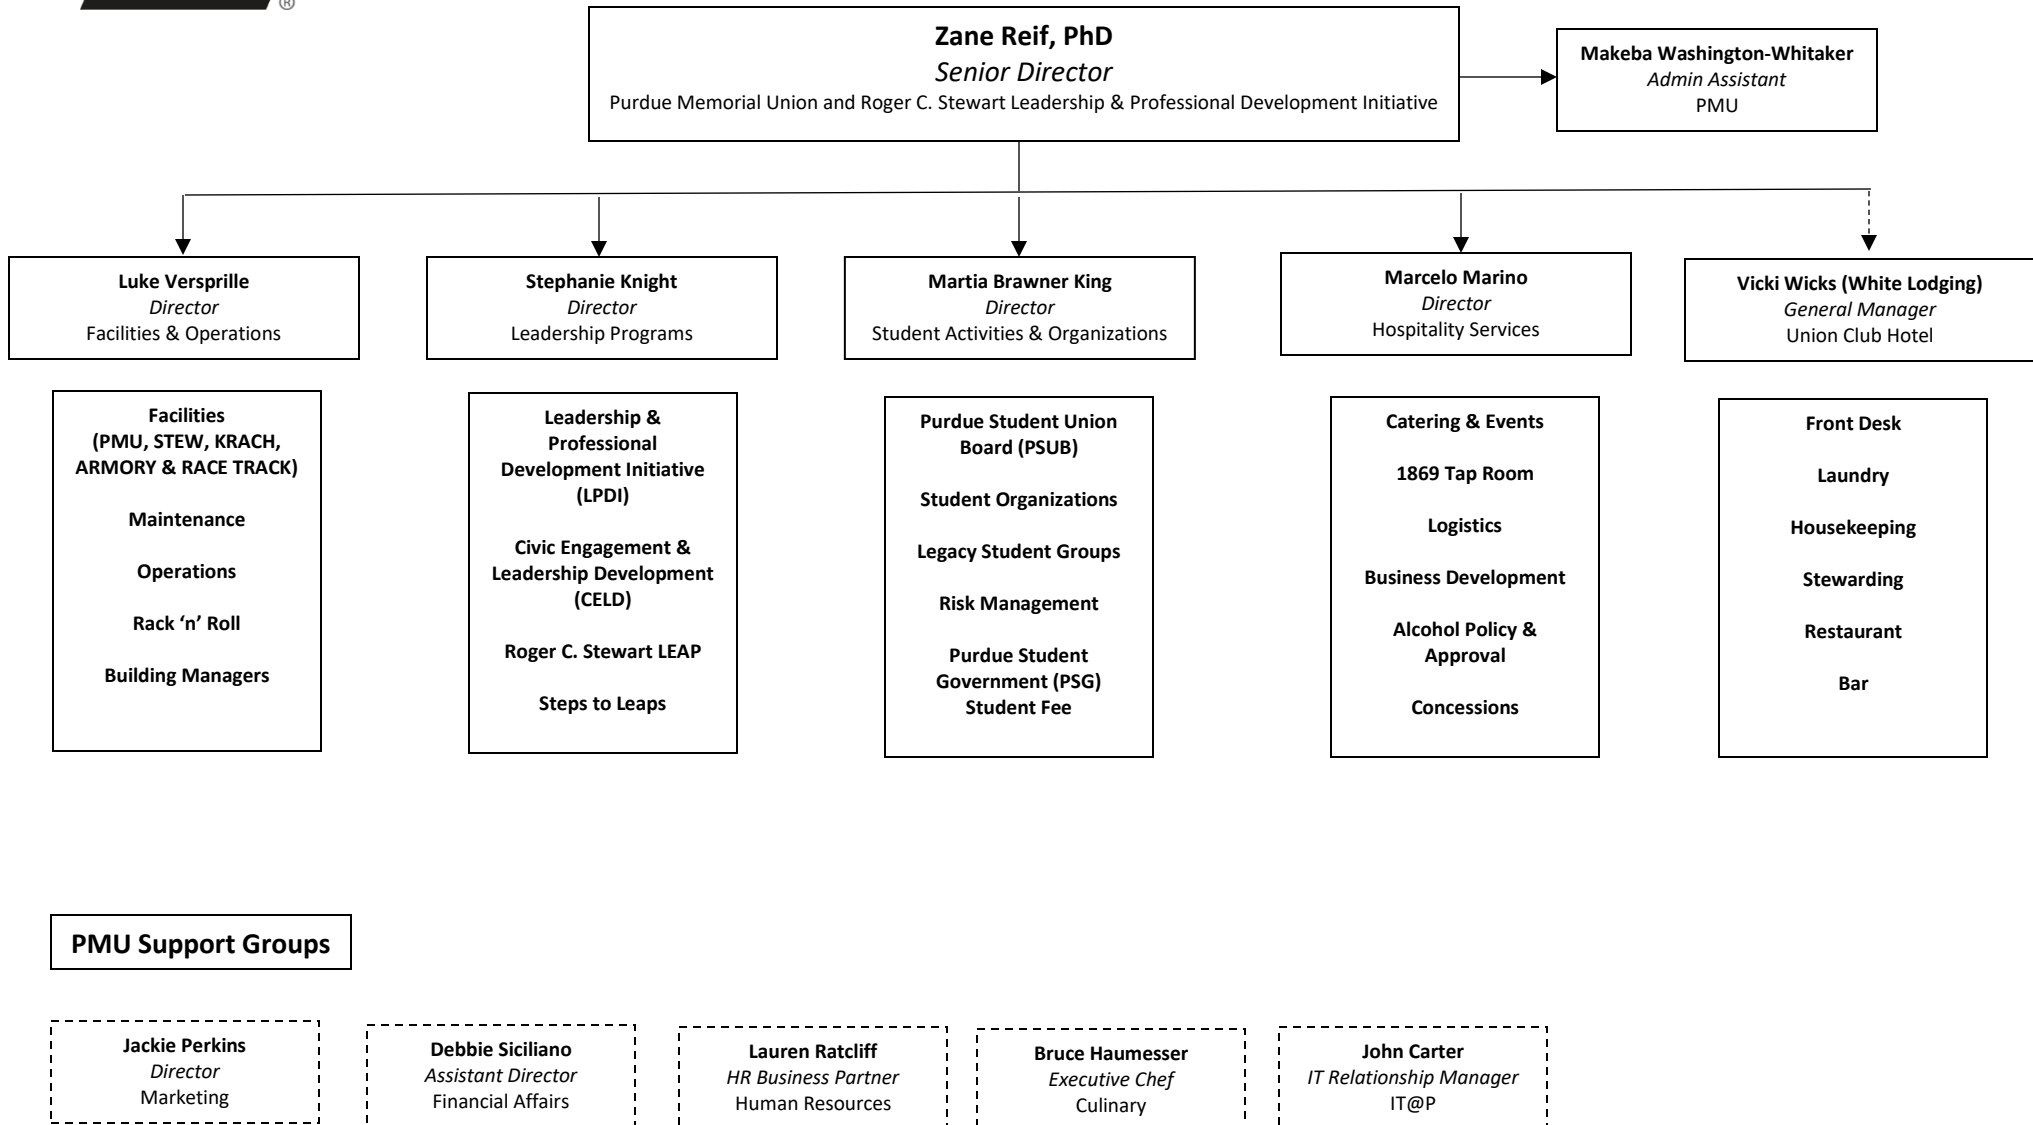 ®
Zane Reif, PhD
Senior Director
Purdue Memorial Union and Roger C. Stewart Leadership & Professional Development Initiative
Makeba Washington-Whitaker
Admin Assistant
PMU
Luke Versprille
Director
Facilities & Operations
Stephanie Knight
Director
Leadership Programs
Martia Brawner King
Director
Student Activities & Organizations
Marcelo Marino
Director
Hospitality Services
Vicki Wicks (White Lodging)
General Manager
Union Club Hotel
Facilities
(PMU, STEW, KRACH,
ARMORY & RACE TRACK)
Maintenance
Operations
Rack ‘n’ Roll
Building Managers
Leadership &
Professional
Development Initiative
(LPDI)
Civic Engagement &
Leadership Development
(CELD)
Roger C. Stewart LEAP
Steps to Leaps
Purdue Student Union
Board (PSUB)
Student Organizations
Legacy Student Groups
Risk Management
Purdue Student
Government (PSG)
Student Fee
Catering & Events
1869 Tap Room
Logistics
Business Development
Alcohol Policy &
Approval
Concessions
Front Desk
Laundry
Housekeeping
Stewarding
Restaurant
Bar
PMU Support Groups
Jackie Perkins
Director
Marketing
Debbie Siciliano
Assistant Director
Financial Affairs
Lauren Ratcliff
HR Business Partner
Human Resources
Bruce Haumesser
Executive Chef
Culinary
John Carter
IT Relationship Manager
IT@P